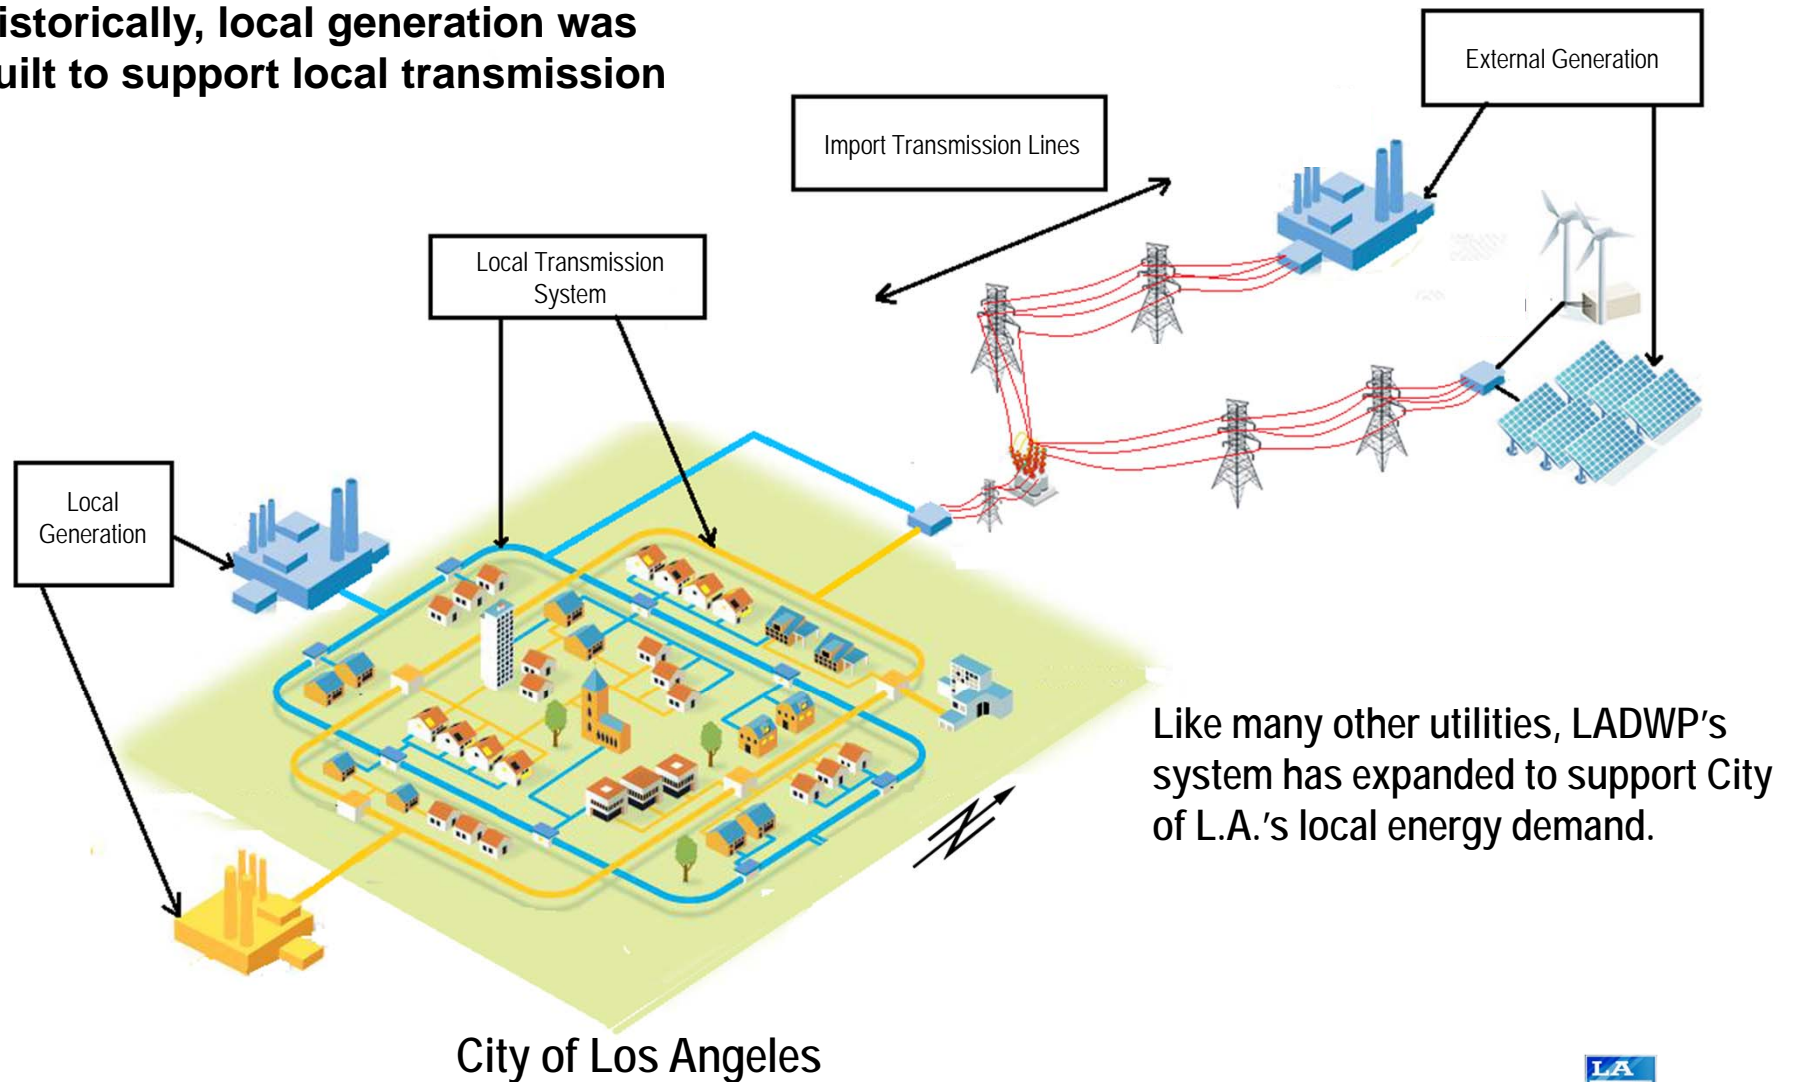 istorically, local generation was
uilt to support local transmission
External Generation
Import Transmission Lines
Local Transmission
System
Local
Generation
Like many other utilities, LADWP's
system has expanded to support City
of L.A.'s local energy demand.
City of Los Angeles
LA